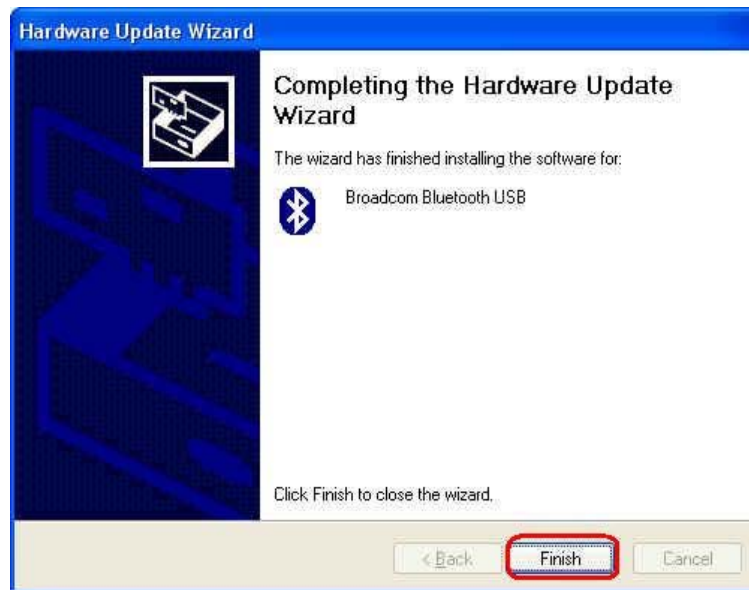 Hardware Update Wizard
Completing the Hardware Update
Wizard
The wizard has finished installing the software for:
Broadcom Bluetooth USB
Click Finish to close the wizard.
< Back
Finish
Cancel